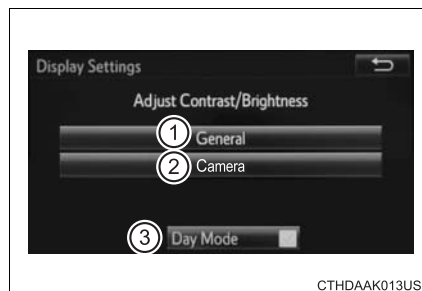 Display Settings
Adjust Contrast/Brightness
1 General
2 Camera
3 Day Mode
CTHDAAK013US